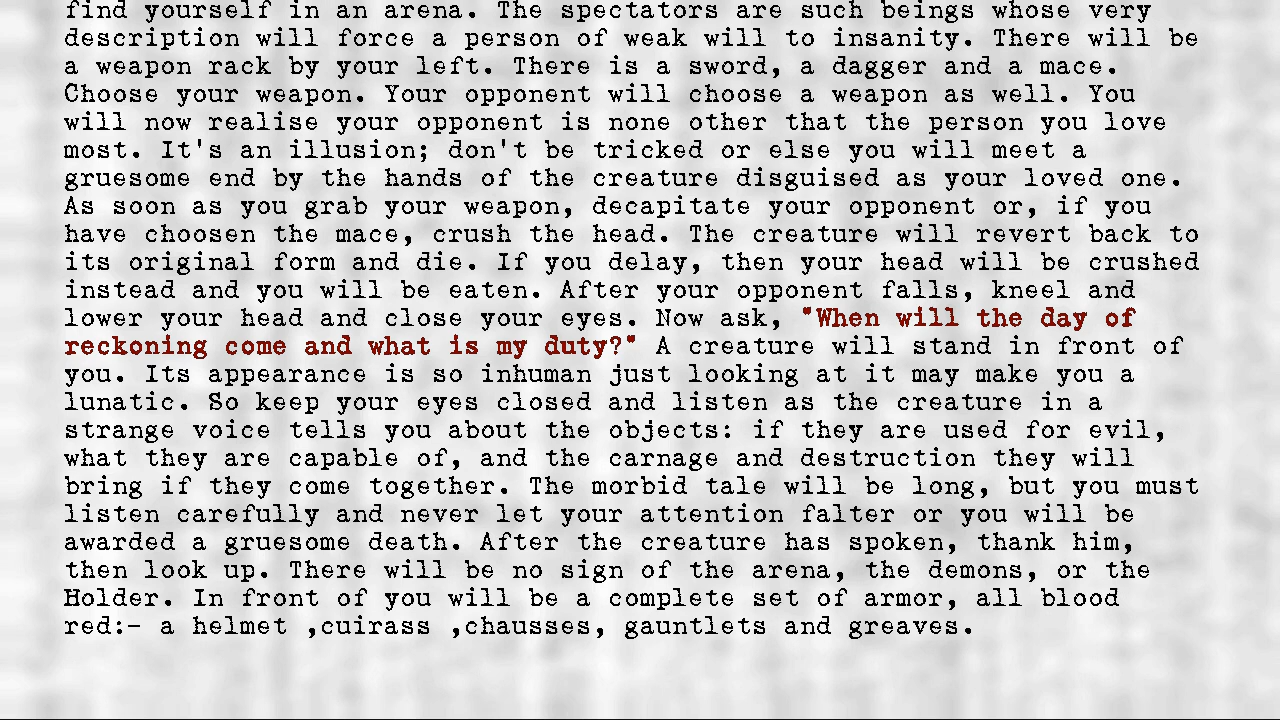 find yourself in an arena. The spectators are such beings whose very
description will force a person of weak will to insanity. There will be
a weapon rack by your left. There is a sword, a dagger and a mace.
Choose your weapon. Your opponent will choose a weapon as well. You
will now realise your opponent is none other that the person you love
most. It's an illusion; don't be tricked or else you will meet a
gruesome end by the hands of the creature disguised as your loved one.
As soon as you grab your weapon, decapitate your opponent or, if you
have choosen the mace, crush the head. The creature will revert back to
its original form and die. If you delay, then your head will be crushed
instead and you will be eaten. After your opponent falls, kneel and
lower your head and close your eyes. Now ask, "When will the day of
reckoning come and what is my duty?" A creature will stand in front of
you. Its appearance is so inhuman just looking at it may make you a
lunatic. So keep your eyes closed and listen as the creature in a
strange voice tells you about the objects: if they are used for evil,
what they are capable of, and the carnage and destruction they will
bring if they come together. The morbid tale will be long, but you must
listen carefully and never let your attention falter or you will be
awarded a gruesome death. After the creature has spoken, thank him,
then look up. There will be no sign of the arena, the demons, or the
Holder. In front of you will be a complete set of armor, all blood
red:- a helmet ,cuirass ,chausses, gauntlets and greaves.